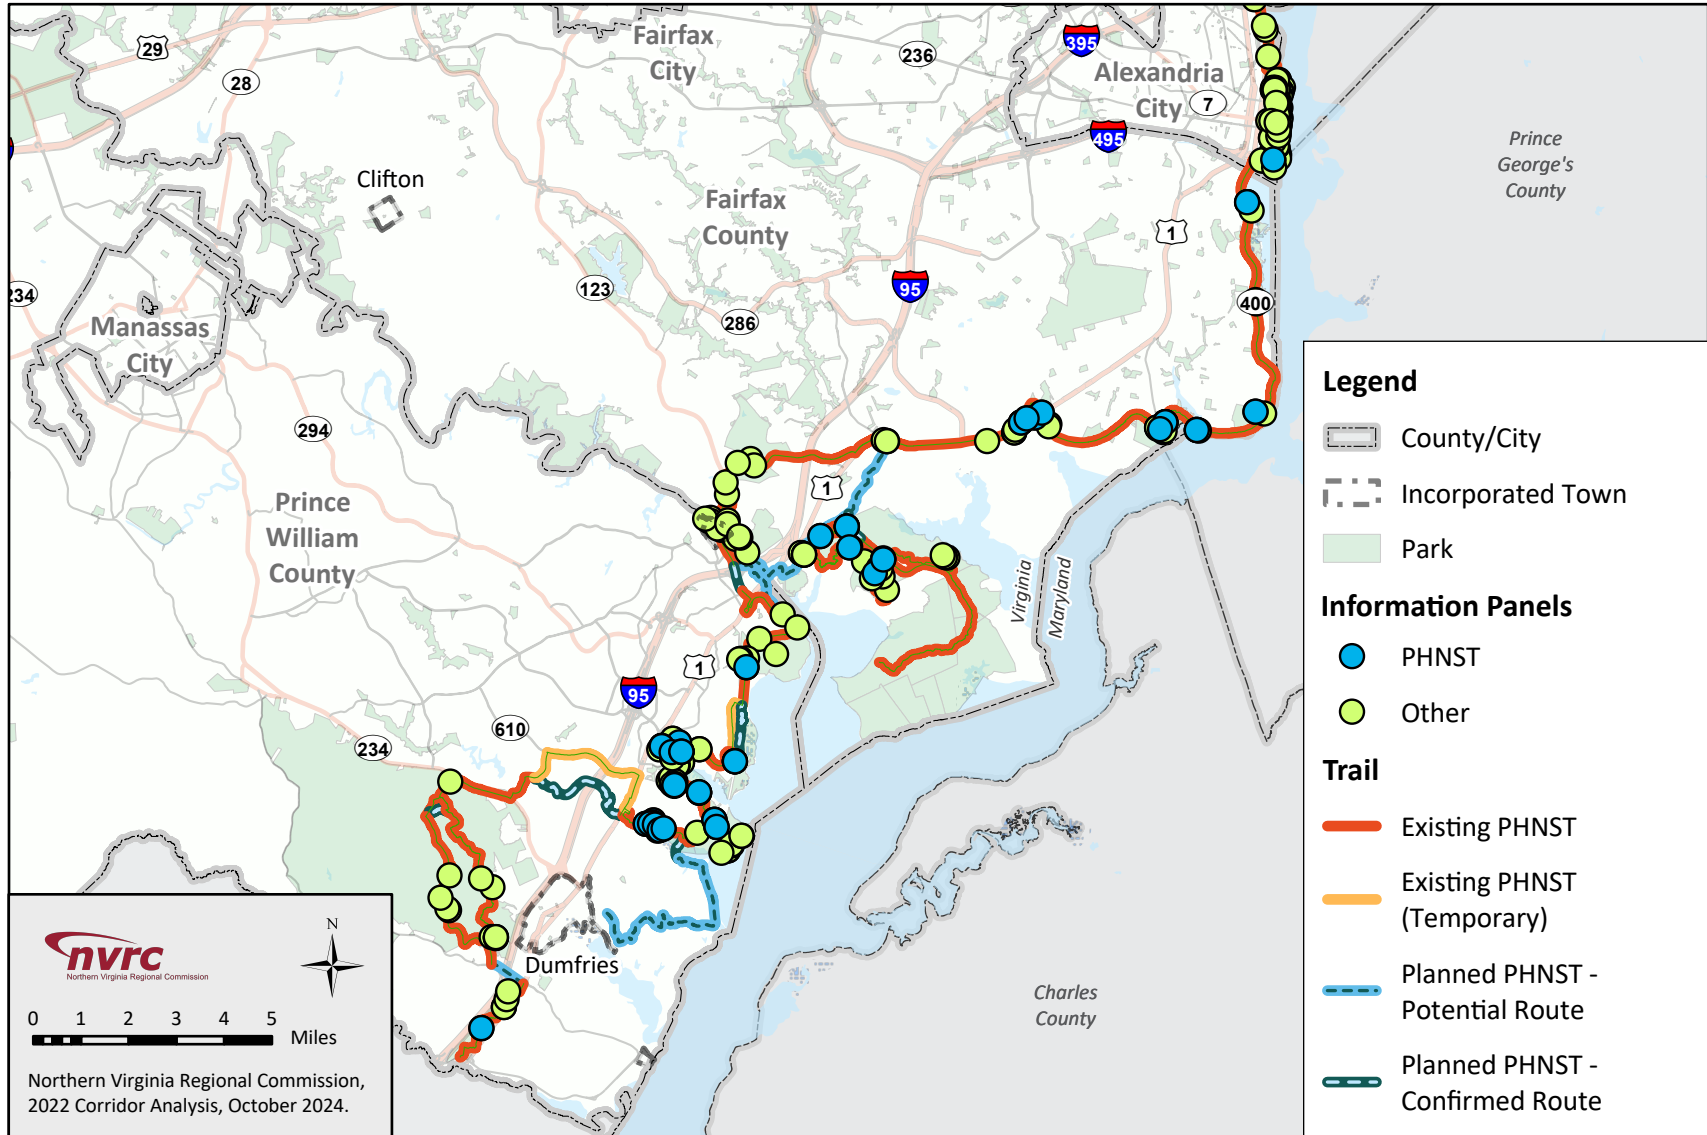 29
28
Fairfax
City
236
395
Alexandria
City
7
495
Prince
George's
County
Clifton
Fairfax
County
1
234
123
95
400
286
Manassas
City
294
Prince
William
County
1
Virginia
Maryland
1
95
610
234
Dumfries
Charles
County
Legend
County/City
Incorporated Town
Park
Information Panels
PHNST
Other
Trail
Existing PHNST
Existing PHNST
(Temporary)
Planned PHNST -
Potential Route
Planned PHNST -
Confirmed Route
nvrc
Northern Virginia Regional Commission
N
0 1 2 3 4 5
Miles
Northern Virginia Regional Commission,
2022 Corridor Analysis, October 2024.